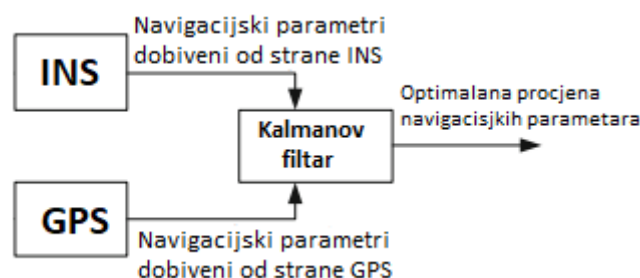 Navigacijski parametri
dobiveni od strane INS
INS
Optimalana procjena
navigacisjkih parametara
Kalmanov
filtar
GPS
Navigacijski parametri
dobiveni od strane GPS